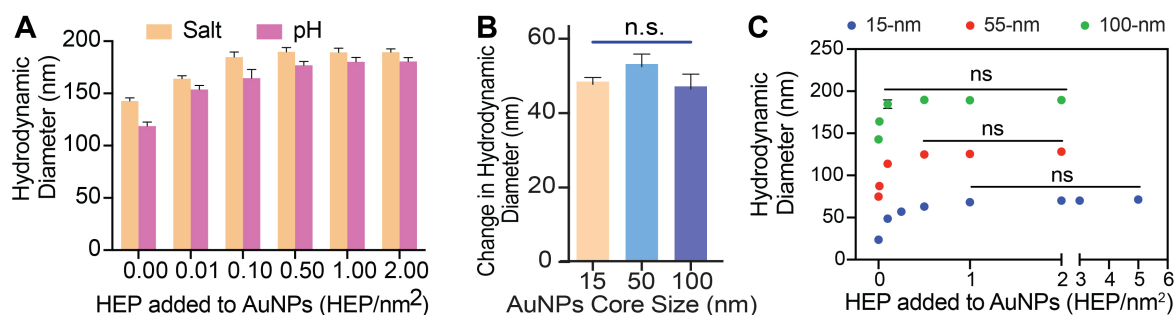 A
Salt
pH
Hydrodynamic
Diameter (nm)
200
150
100
50
0
0.00 0.01 0.10 0.50 1.00 2.00
HEP added to AuNPs (HEP/nm²)
B
n.s.
Change in Hydrodynamic
Diameter (nm)
60
40
20
0
15 50 100
AuNPs Core Size (nm)
C
15-nm 55-nm 100-nm
Hydrodynamic
Diameter (nm)
250
200
150
100
50
0
ns
ns
ns
0 1 2 3 4 5 6
HEP added to AuNPs (HEP/nm²)